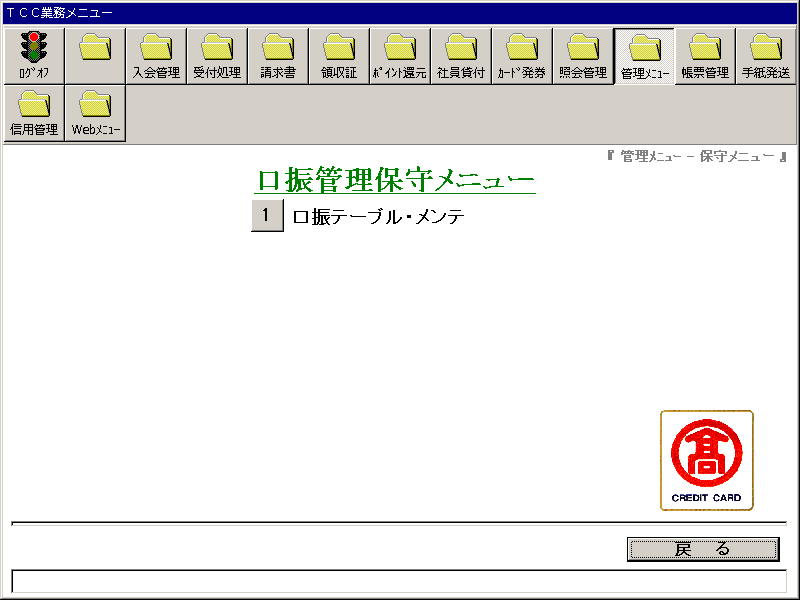 ＴＣＣ業務メニュー
ﾛｸﾞｵﾌ
入会管理
受付処理
請求書
領収証
ﾎﾟｲﾝﾄ還元
社員貸付
ｶｰﾄﾞ発券
照会管理
管理ﾒﾆｭｰ
帳票管理
手紙発送
信用管理
Webﾒﾆｭｰ
『 管理ﾒﾆｭｰ − 保守メニュー 』
口振管理保守メニュー
1 口振テーブル・メンテ
髙
CREDIT CARD
戻 る